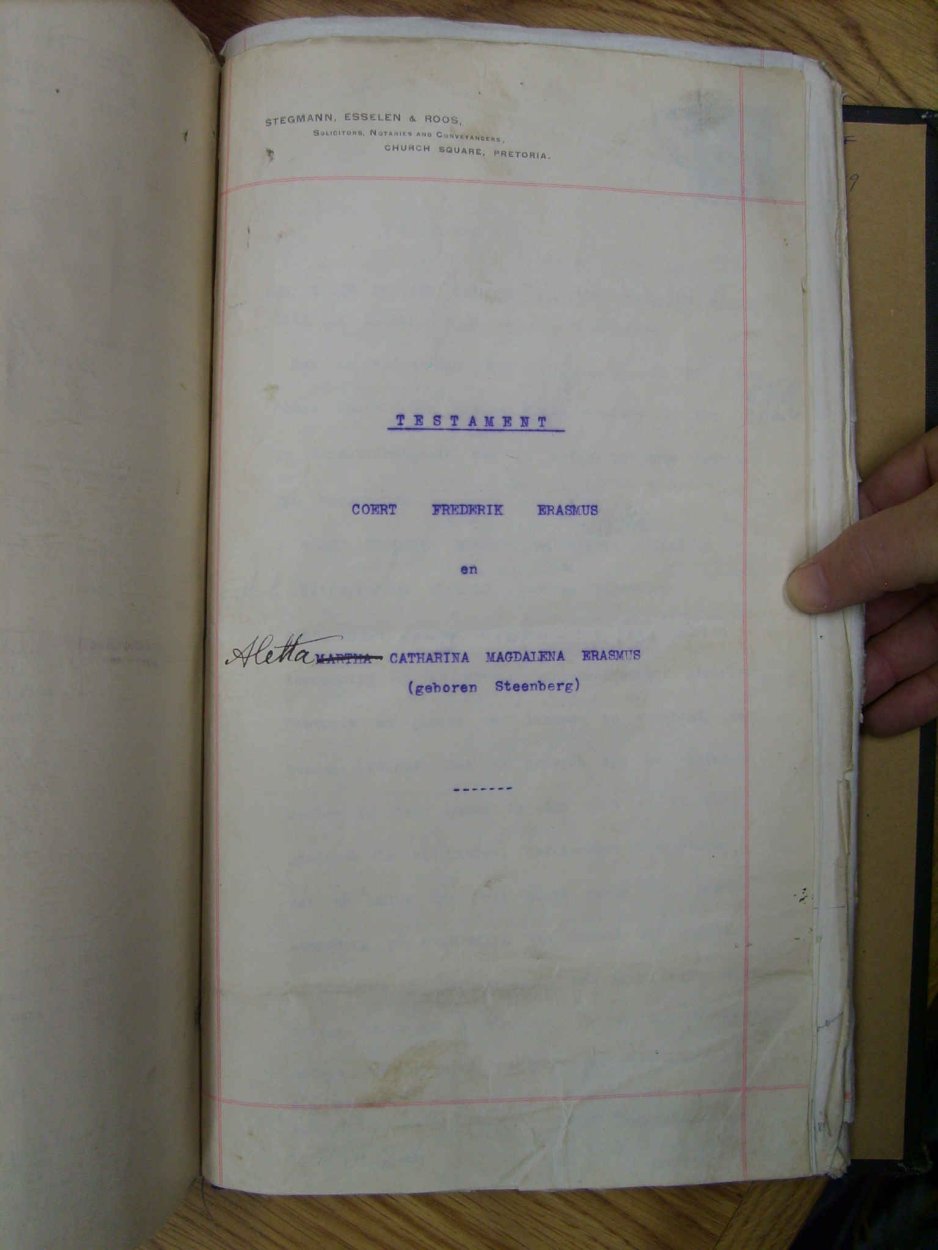 STEGMANN, ESSELEN & ROOS,
SOLICITORS, NOTARIES AND CONVEYANCERS,
CHURCH SQUARE, PRETORIA.
TESTAMENT
COERT FREDERIK ERASMUS
en
Aletta MARTHA CATHARINA MAGDALENA ERASMUS
(geboren Steenberg)
-------